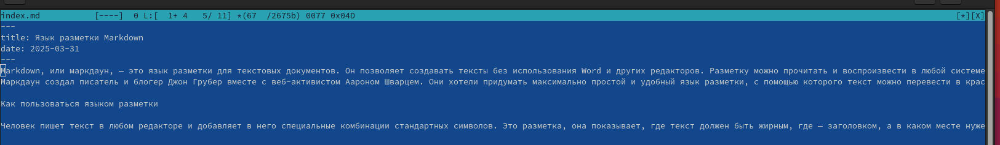 index.md [----] 0 L:[ 1+ 4 5/ 11] *(67 /2675b) 0077 0x04D [*][X]
---
title: Язык разметки Markdown
date: 2025-03-31
---
Markdown, или маркдаун, — это язык разметки для текстовых документов. Он позволяет создавать тексты без использования Word и других редакторов. Разметку можно прочитать и воспроизвести в любой системе
Маркдаун создал писатель и блогер Джон Грубер вместе с веб-активистом Аароном Шварцем. Они хотели придумать максимально простой и удобный язык разметки, с помощью которого текст можно перевести в крас
Как пользоваться языком разметки
Человек пишет текст в любом редакторе и добавляет в него специальные комбинации стандартных символов. Это разметка, она показывает, где текст должен быть жирным, где — заголовком, а в каком месте нуже